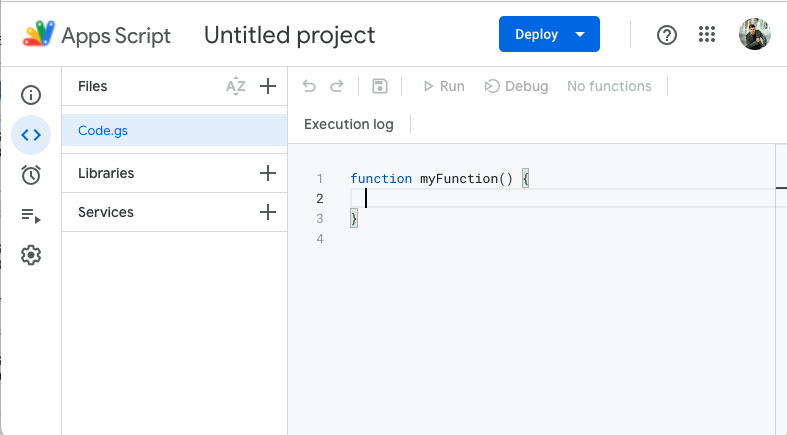 Apps Script Untitled project Deploy
Files AZ Run Debug No functions
Code.gs
Execution log
Libraries
Services
1 function myFunction() {
2
3 }
4